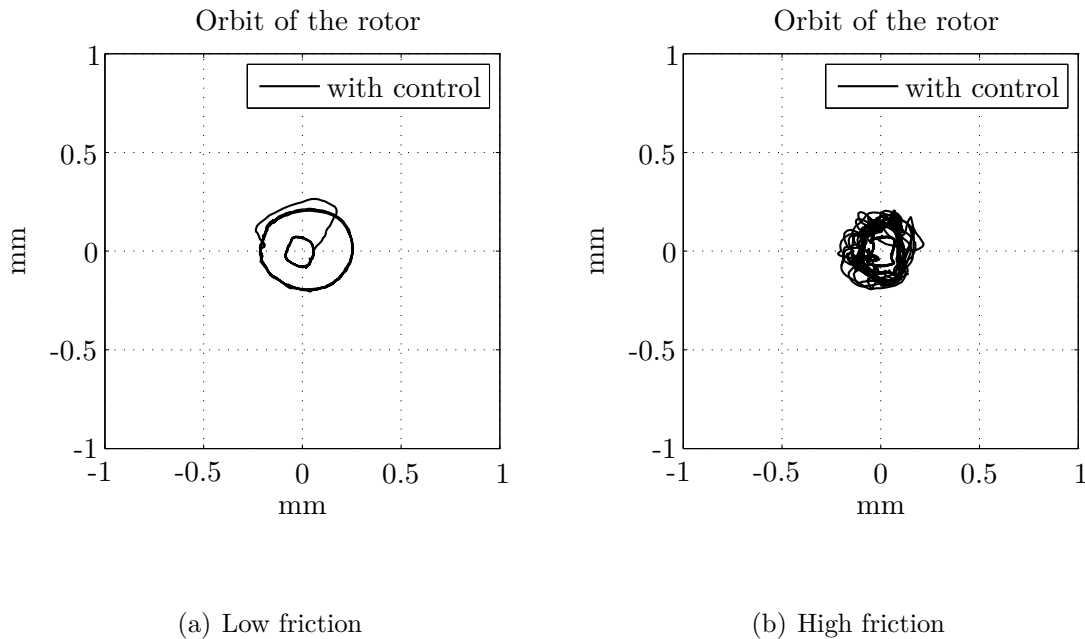 Orbit of the rotor
1
0.5
0
-0.5
-1
-1
-0.5
0
0.5
1
mm
mm
with control
(a) Low friction
Orbit of the rotor
1
0.5
0
-0.5
-1
-1
-0.5
0
0.5
1
mm
mm
with control
(b) High friction